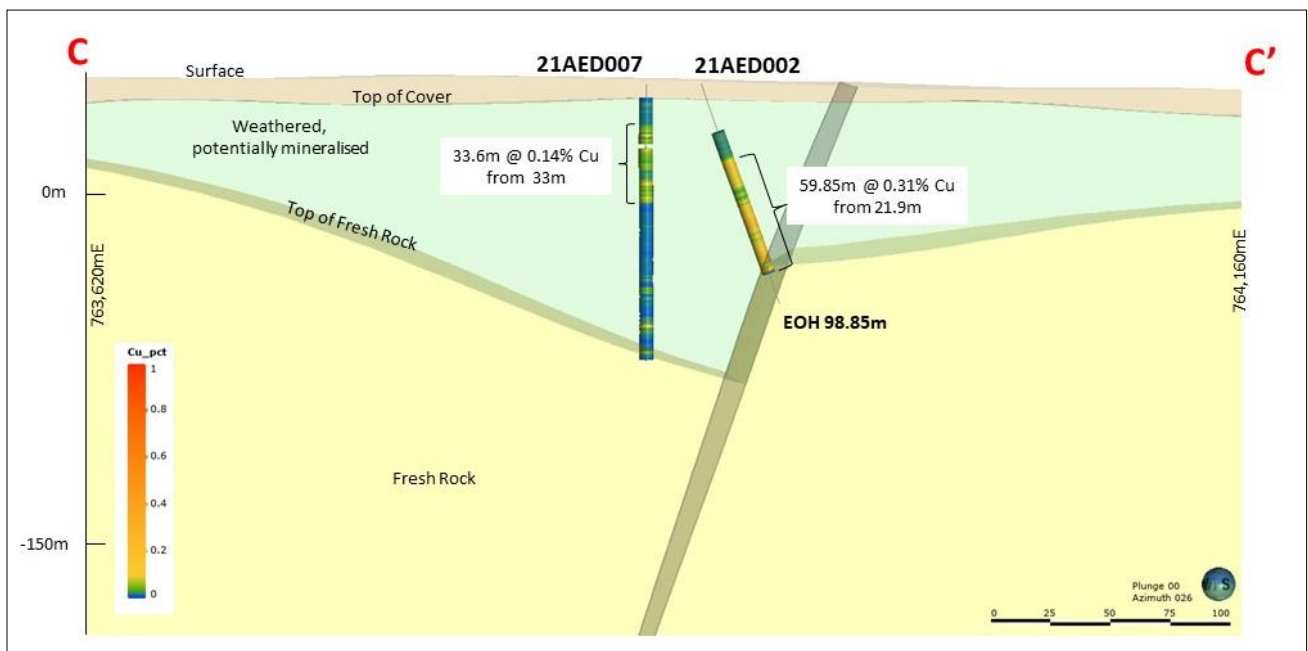 C
C'
21AED007
21AED002
Surface
Top of Cover
Weathered,
potentially mineralised
33.6m @ 0.14% Cu
from 33m
59.85m @ 0.31% Cu
from 21.9m
0m
Top of Fresh Rock
763,620mE
764,160mE
EOH 98.85m
Cu_pct
1
0.8
0.6
0.4
0.2
0
Fresh Rock
-150m
Plunge 00
Azimuth 026
S
0 25 50 75 100